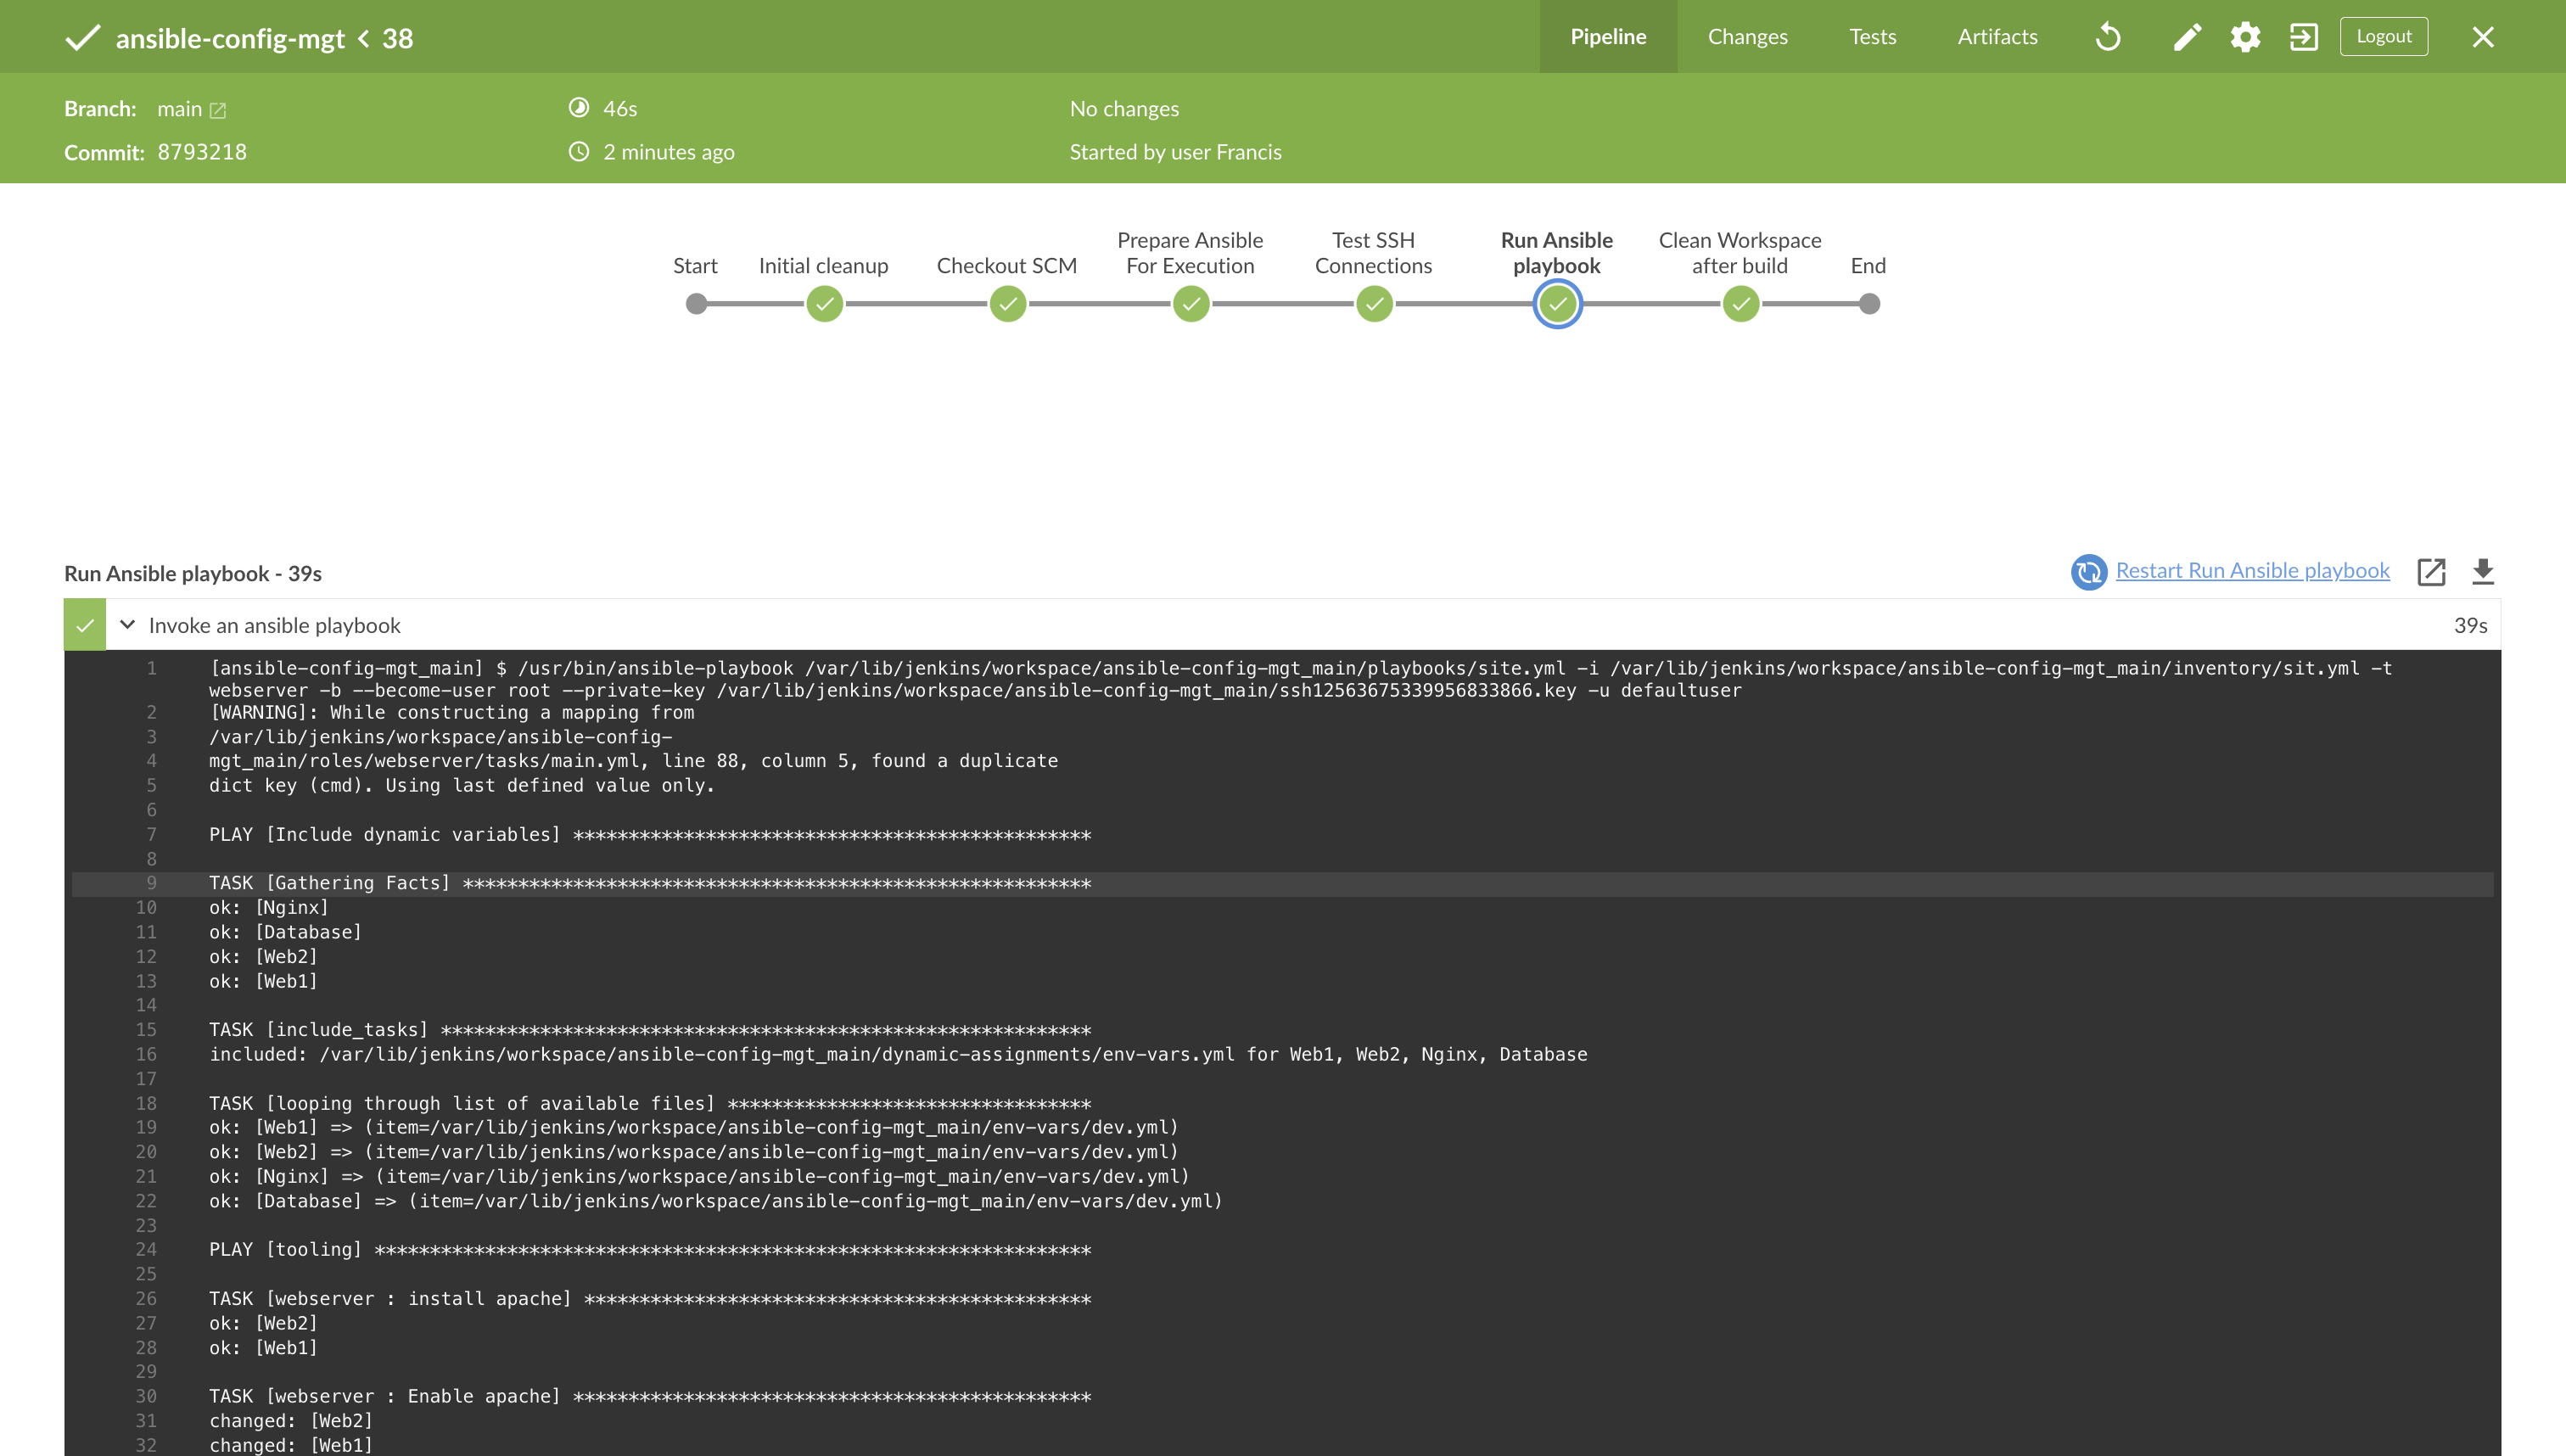 ansible-config-mgt < 38
Pipeline Changes Tests Artifacts Logout
Branch: main 46s No changes
Commit: 8793218 2 minutes ago Started by user Francis
Start Initial cleanup Checkout SCM Prepare Ansible For Execution Test SSH Connections Run Ansible playbook Clean Workspace after build End
Run Ansible playbook - 39s Restart Run Ansible playbook
Invoke an ansible playbook 39s
1 [ansible-config-mgt_main] $ /usr/bin/ansible-playbook /var/lib/jenkins/workspace/ansible-config-mgt_main/playbooks/site.yml -i /var/lib/jenkins/workspace/ansible-config-mgt_main/inventory/sit.yml -t
webserver -b --become-user root --private-key /var/lib/jenkins/workspace/ansible-config-mgt_main/ssh12563675339956833866.key -u defaultuser
2 [WARNING]: While constructing a mapping from
3 /var/lib/jenkins/workspace/ansible-config-
4 mgt_main/roles/webserver/tasks/main.yml, line 88, column 5, found a duplicate
5 dict key (cmd). Using last defined value only.
6
7 PLAY [Include dynamic variables] ***********************************************
8
9 TASK [Gathering Facts] *********************************************************
10 ok: [Nginx]
11 ok: [Database]
12 ok: [Web2]
13 ok: [Web1]
14
15 TASK [include_tasks] ***********************************************************
16 included: /var/lib/jenkins/workspace/ansible-config-mgt_main/dynamic-assignments/env-vars.yml for Web1, Web2, Nginx, Database
17
18 TASK [looping through list of available files] *********************************
19 ok: [Web1] => (item=/var/lib/jenkins/workspace/ansible-config-mgt_main/env-vars/dev.yml)
20 ok: [Web2] => (item=/var/lib/jenkins/workspace/ansible-config-mgt_main/env-vars/dev.yml)
21 ok: [Nginx] => (item=/var/lib/jenkins/workspace/ansible-config-mgt_main/env-vars/dev.yml)
22 ok: [Database] => (item=/var/lib/jenkins/workspace/ansible-config-mgt_main/env-vars/dev.yml)
23
24 PLAY [tooling] *****************************************************************
25
26 TASK [webserver : install apache] **********************************************
27 ok: [Web2]
28 ok: [Web1]
29
30 TASK [webserver : Enable apache] ***********************************************
31 changed: [Web2]
32 changed: [Web1]